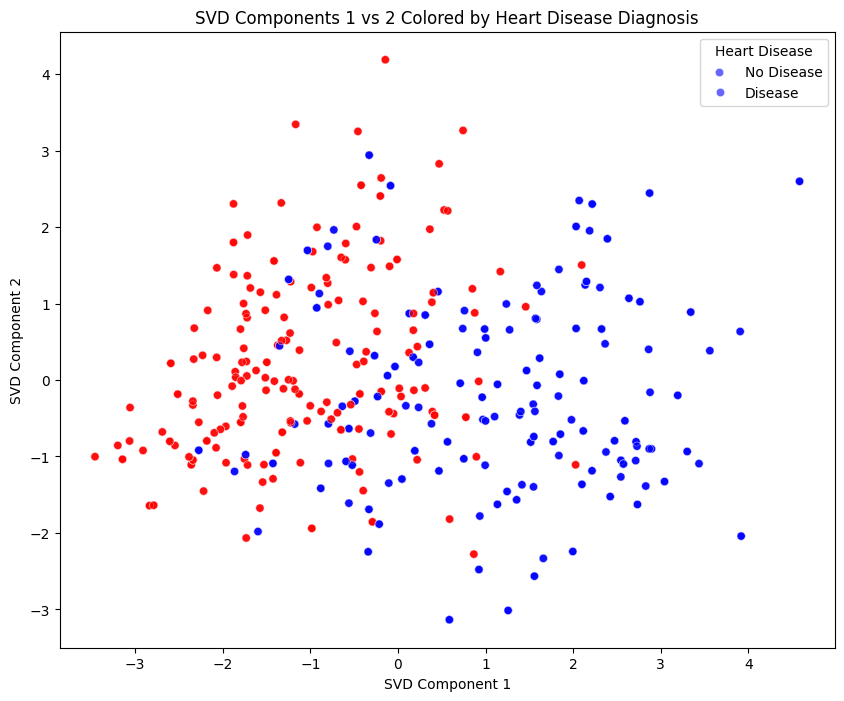 SVD Components 1 vs 2 Colored by Heart Disease Diagnosis
Heart Disease
No Disease
Disease
4
3
2
1
0
−1
−2
−3
SVD Component 2
−3 −2 −1 0 1 2 3 4
SVD Component 1